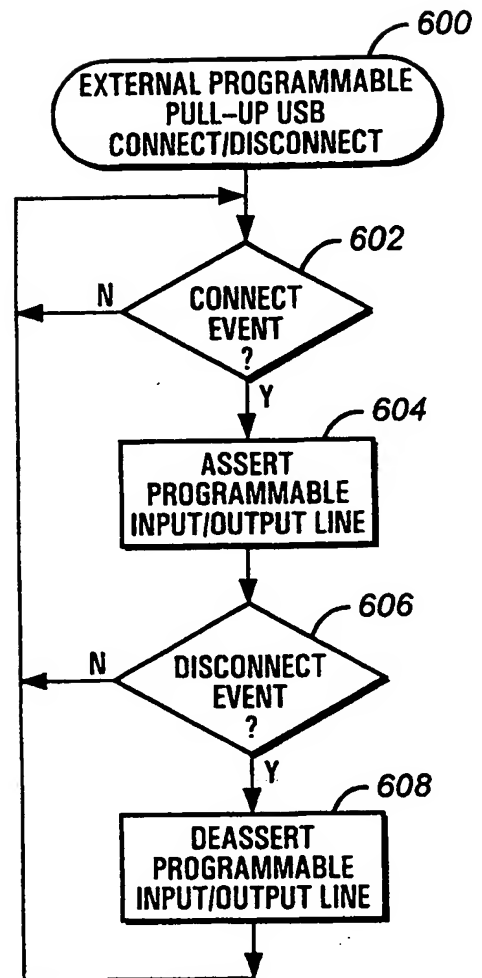 600
EXTERNAL PROGRAMMABLE
PULL-UP USB
CONNECT/DISCONNECT
602
CONNECT
EVENT
?
N
Y
604
ASSERT
PROGRAMMABLE
INPUT/OUTPUT LINE
606
DISCONNECT
EVENT
?
N
Y
608
DEASSERT
PROGRAMMABLE
INPUT/OUTPUT LINE